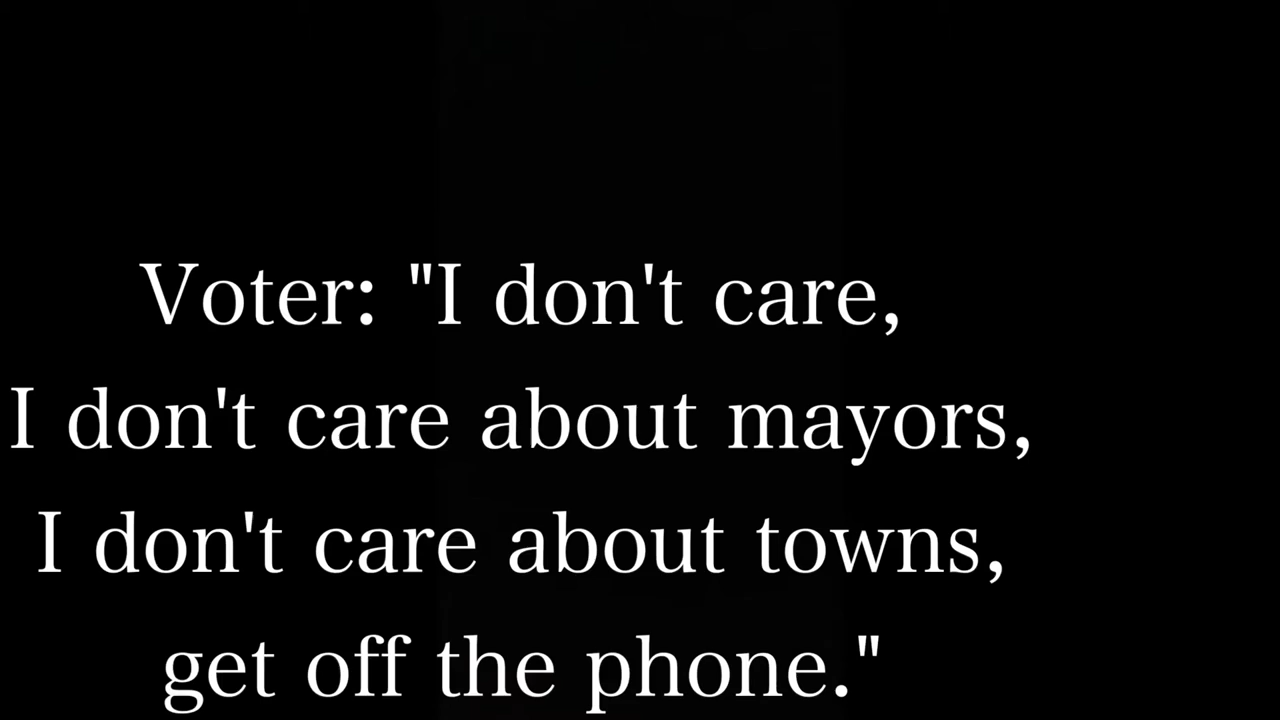 Voter: "I don't care,
I don't care about mayors,
I don't care about towns,
get off the phone."